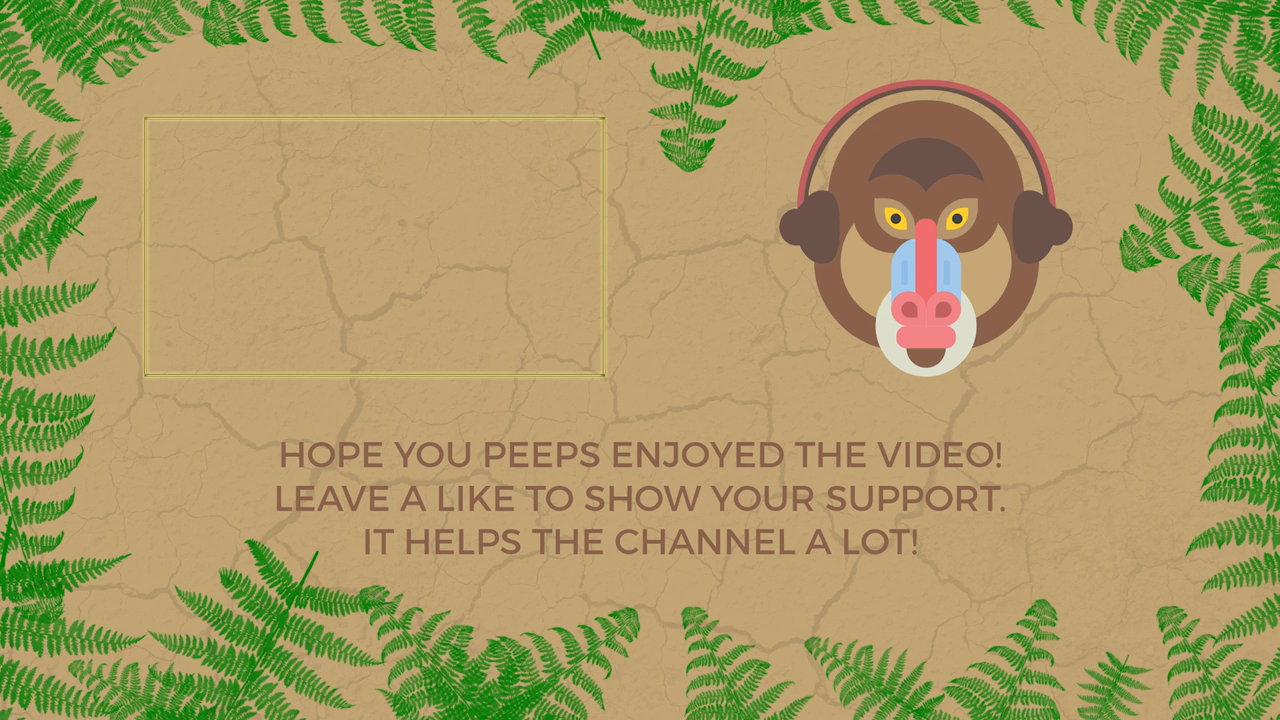 HOPE YOU PEEPS ENJOYED THE VIDEO!
LEAVE A LIKE TO SHOW YOUR SUPPORT.
IT HELPS THE CHANNEL A LOT!